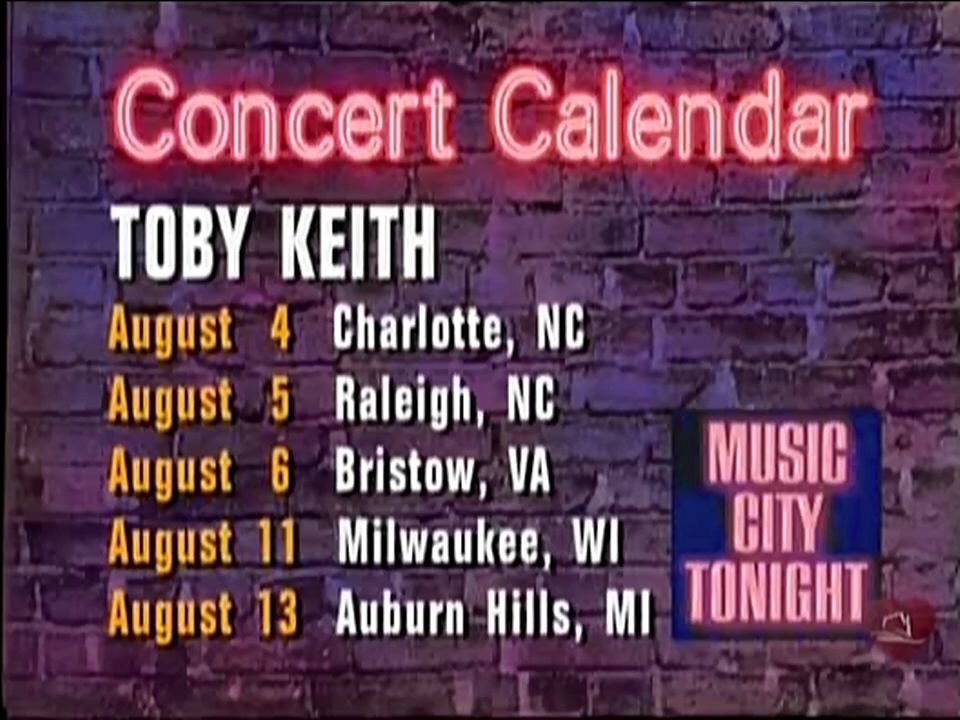 Concert Calendar
TOBY KEITH
August 4 Charlotte, NC
August 5 Raleigh, NC
August 6 Bristow, VA
August 11 Milwaukee, WI
August 13 Auburn Hills, MI
MUSIC
CITY
TONIGHT